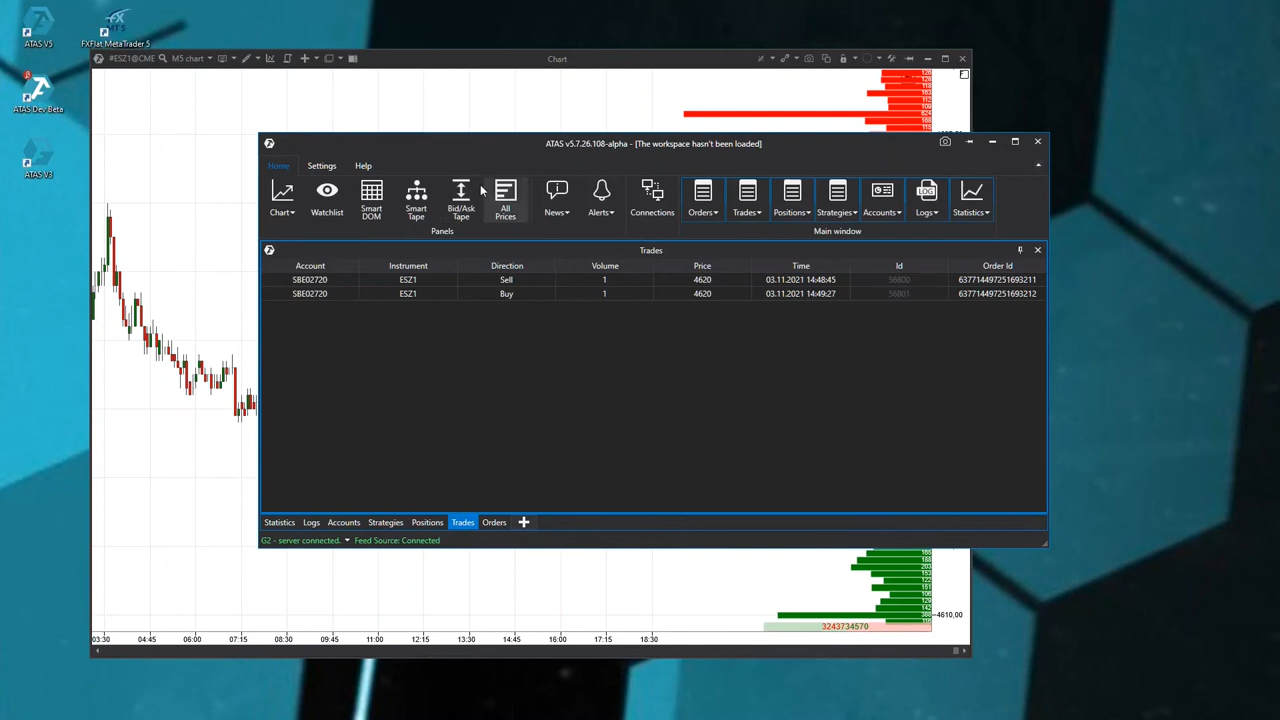 ATAS V5
FXFlat MetaTrader 5
ATAS Dev Beta
ATAS V3
#ESZ1@CME
M5 chart
Chart
ATAS v5.7.26.108-alpha - [The workspace hasn't been loaded]
Home Settings Help
Chart
Watchlist
Smart DOM
Smart Tape
Bid/Ask Tape
All Prices
News
Alerts
Connections
Orders
Trades
Positions
Strategies
Accounts
LOG
Logs
Statistics
Panels
Main window
Trades
Account Instrument Direction Volume Price Time Id Order Id
SBE02720 ESZ1 Sell 1 4620 03.11.2021 14:48:45 56800 637714497251693211
SBE02720 ESZ1 Buy 1 4620 03.11.2021 14:49:27 56801 637714497251693212
Statistics Logs Accounts Strategies Positions Trades Orders
G2 - server connected. Feed Source: Connected
4610,00
3243734570
03:30 04:45 06:00 07:15 08:30 09:45 11:00 12:15 13:30 14:45 16:00 17:15 18:30